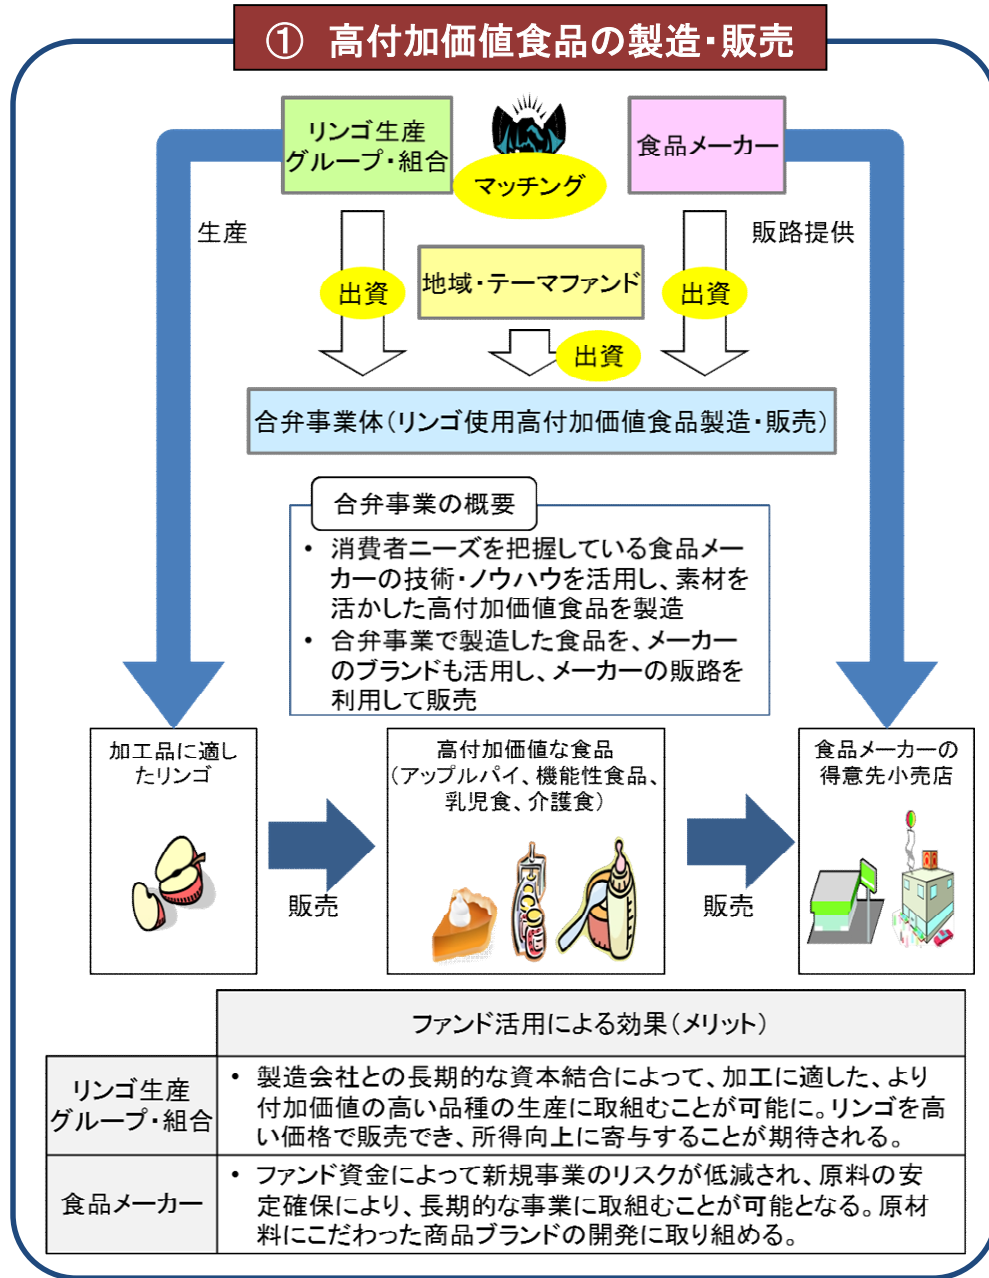 ① 高付加価値食品の製造・販売
リンゴ生産
グループ・組合
マッチング
食品メーカー
生産
販路提供
出資
地域・テーマファンド
出資
出資
合弁事業体(リンゴ使用高付加価値食品製造・販売)
合弁事業の概要
• 消費者ニーズを把握している食品メー
カーの技術・ノウハウを活用し、素材を
活かした高付加価値食品を製造
• 合弁事業で製造した食品を、メーカー
のブランドも活用し、メーカーの販路を
利用して販売
加工品に適し
たリンゴ
販売
高付加価値な食品
(アップルパイ、機能性食品、
乳児食、介護食)
販売
食品メーカーの
得意先小売店
ファンド活用による効果(メリット)
リンゴ生産
グループ・組合
• 製造会社との長期的な資本結合によって、加工に適した、より
付加価値の高い品種の生産に取組むことが可能に。リンゴを高
い価格で販売でき、所得向上に寄与することが期待される。
食品メーカー
• ファンド資金によって新規事業のリスクが低減され、原料の安
定確保により、長期的な事業に取組むことが可能となる。原材
料にこだわった商品ブランドの開発に取り組める。